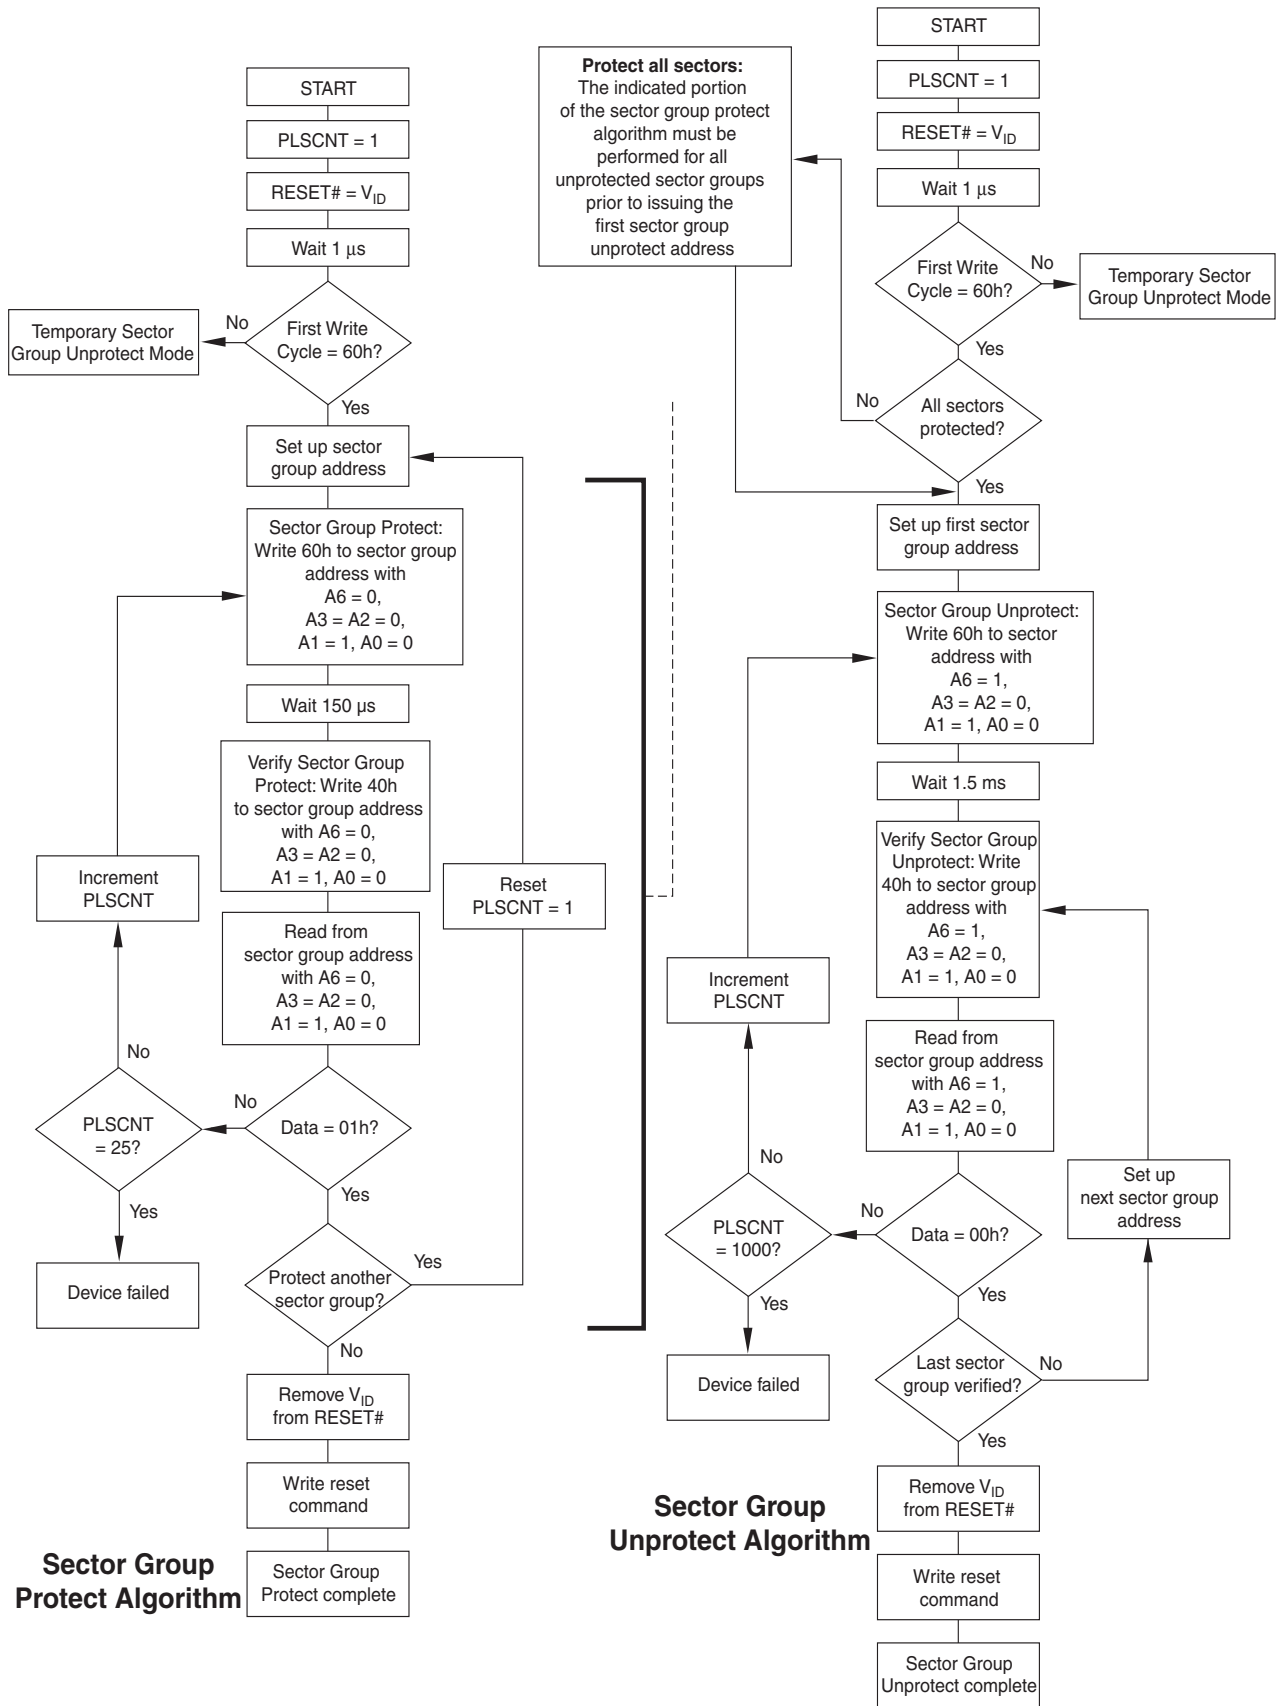 START
PLSCNT = 1
RESET# = VID
Wait 1 μs
First Write
Cycle = 60h?
No
Temporary Sector
Group Unprotect Mode
Yes
Set up sector
group address
Sector Group Protect:
Write 60h to sector group
address with
A6 = 0,
A3 = A2 = 0,
A1 = 1, A0 = 0
Wait 150 μs
Verify Sector Group
Protect: Write 40h
to sector group address
with A6 = 0,
A3 = A2 = 0,
A1 = 1, A0 = 0
Increment
PLSCNT
Reset
PLSCNT = 1
Read from
sector group address
with A6 = 0,
A3 = A2 = 0,
A1 = 1, A0 = 0
No
No
PLSCNT
= 25?
Data = 01h?
Yes
Yes
Device failed
Protect another
sector group?
Yes
No
Remove VID
from RESET#
Write reset
command
Sector Group
Protect complete
Sector Group
Protect Algorithm
Protect all sectors:
The indicated portion
of the sector group protect
algorithm must be
performed for all
unprotected sector groups
prior to issuing the
first sector group
unprotect address
START
PLSCNT = 1
RESET# = VID
Wait 1 μs
First Write
Cycle = 60h?
No
Temporary Sector
Group Unprotect Mode
Yes
No
All sectors
protected?
Yes
Set up first sector
group address
Sector Group Unprotect:
Write 60h to sector
address with
A6 = 1,
A3 = A2 = 0,
A1 = 1, A0 = 0
Wait 1.5 ms
Verify Sector Group
Unprotect: Write
40h to sector group
address with
A6 = 1,
A3 = A2 = 0,
A1 = 1, A0 = 0
Increment
PLSCNT
Read from
sector group address
with A6 = 1,
A3 = A2 = 0,
A1 = 1, A0 = 0
No
No
PLSCNT
= 1000?
Data = 00h?
Set up
next sector group
address
Yes
Yes
Device failed
Last sector
group verified?
No
Yes
Remove VID
from RESET#
Write reset
command
Sector Group
Unprotect complete
Sector Group
Unprotect Algorithm